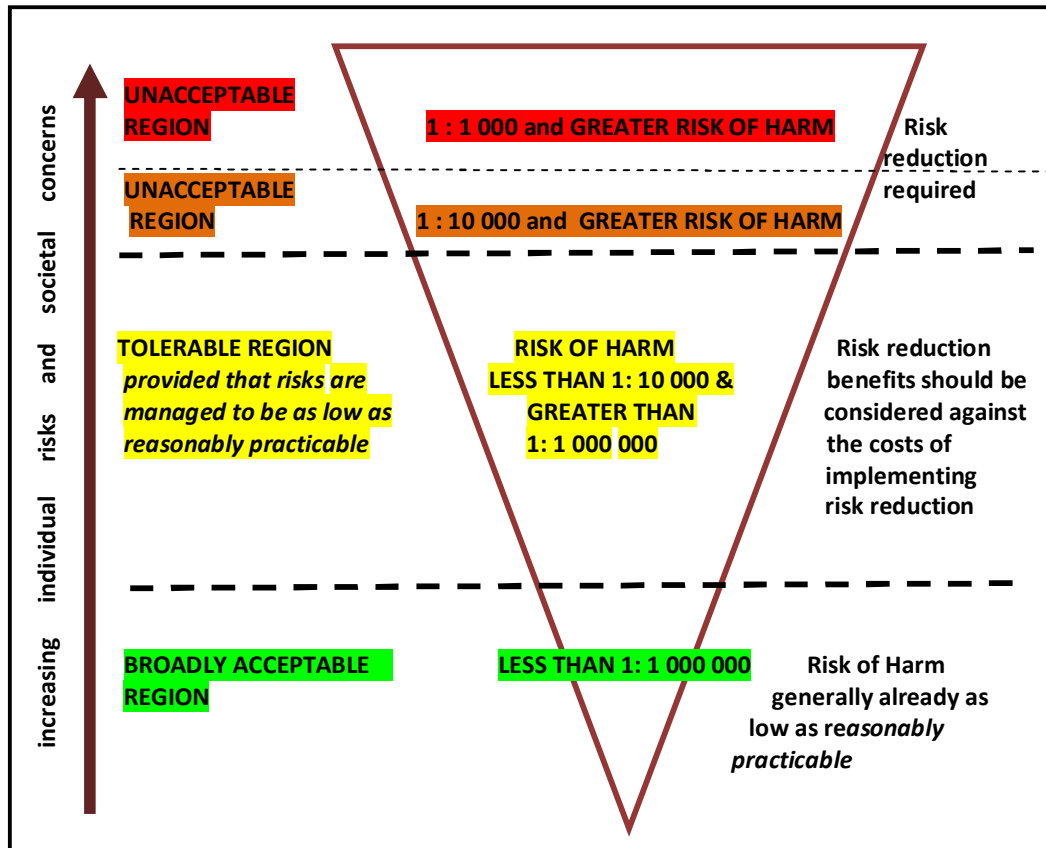 increasing individual risks and societal concerns
UNACCEPTABLE
REGION
1 : 1 000 and GREATER RISK OF HARM
Risk
reduction
required
UNACCEPTABLE
REGION
1 : 10 000 and GREATER RISK OF HARM
TOLERABLE REGION
provided that risks are
managed to be as low as
reasonably practicable
RISK OF HARM
LESS THAN 1: 10 000 &
GREATER THAN
1: 1 000 000
Risk reduction
benefits should be
considered against
the costs of
implementing
risk reduction
BROADLY ACCEPTABLE
REGION
LESS THAN 1: 1 000 000
Risk of Harm
generally already as
low as reasonably
practicable